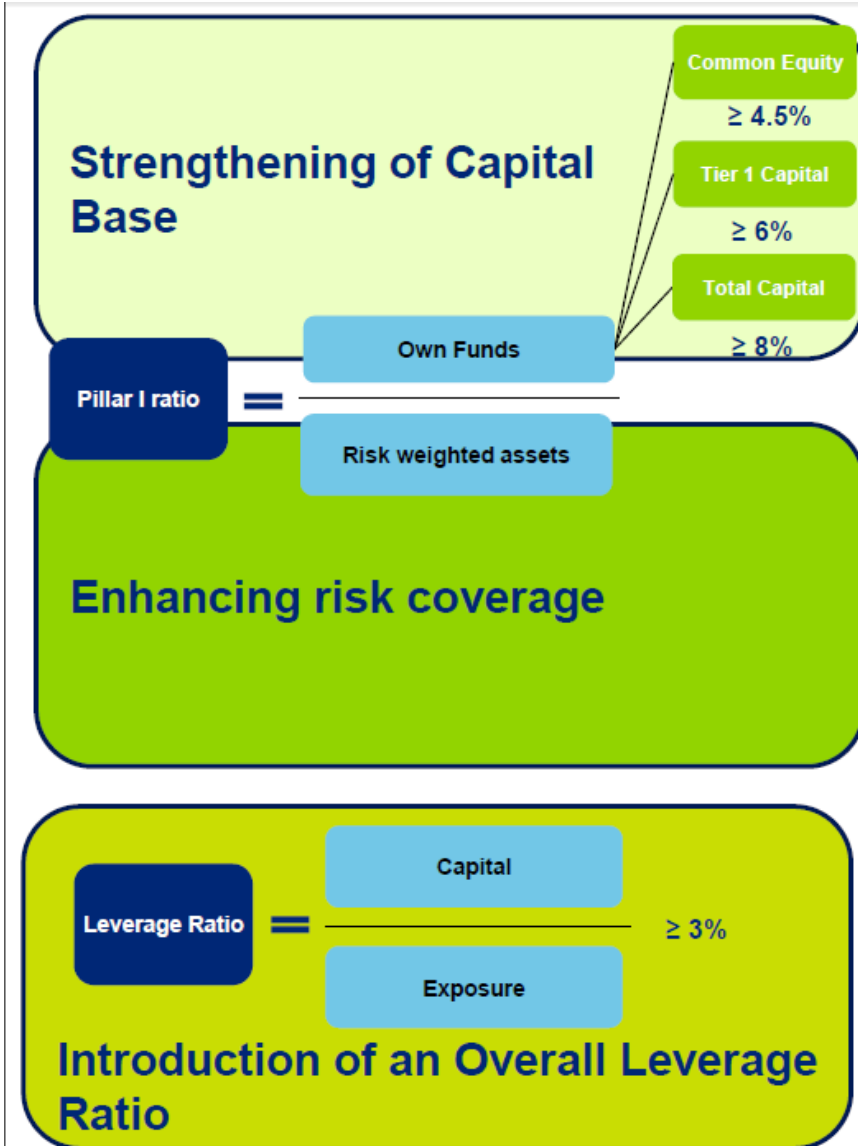 Common Equity
≥ 4.5%
Strengthening of Capital
Base
Tier 1 Capital
≥ 6%
Total Capital
≥ 8%
Own Funds
Pillar I ratio
=
Risk weighted assets
Enhancing risk coverage
Capital
Leverage Ratio
=
≥ 3%
Exposure
Introduction of an Overall Leverage
Ratio